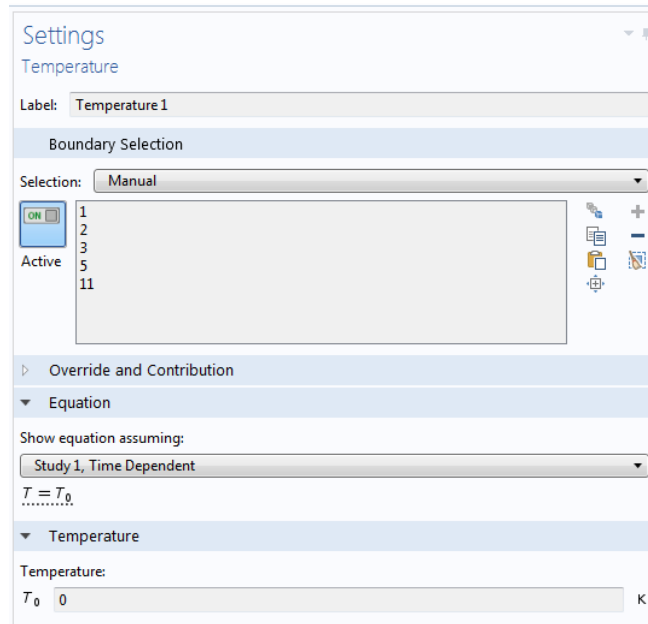 Settings
Temperature
Label: Temperature 1
Boundary Selection
Selection: Manual
ON
Active
1
2
3
5
11
Override and Contribution
Equation
Show equation assuming:
Study 1, Time Dependent
T = T₀
Temperature
Temperature:
T₀ 0 K